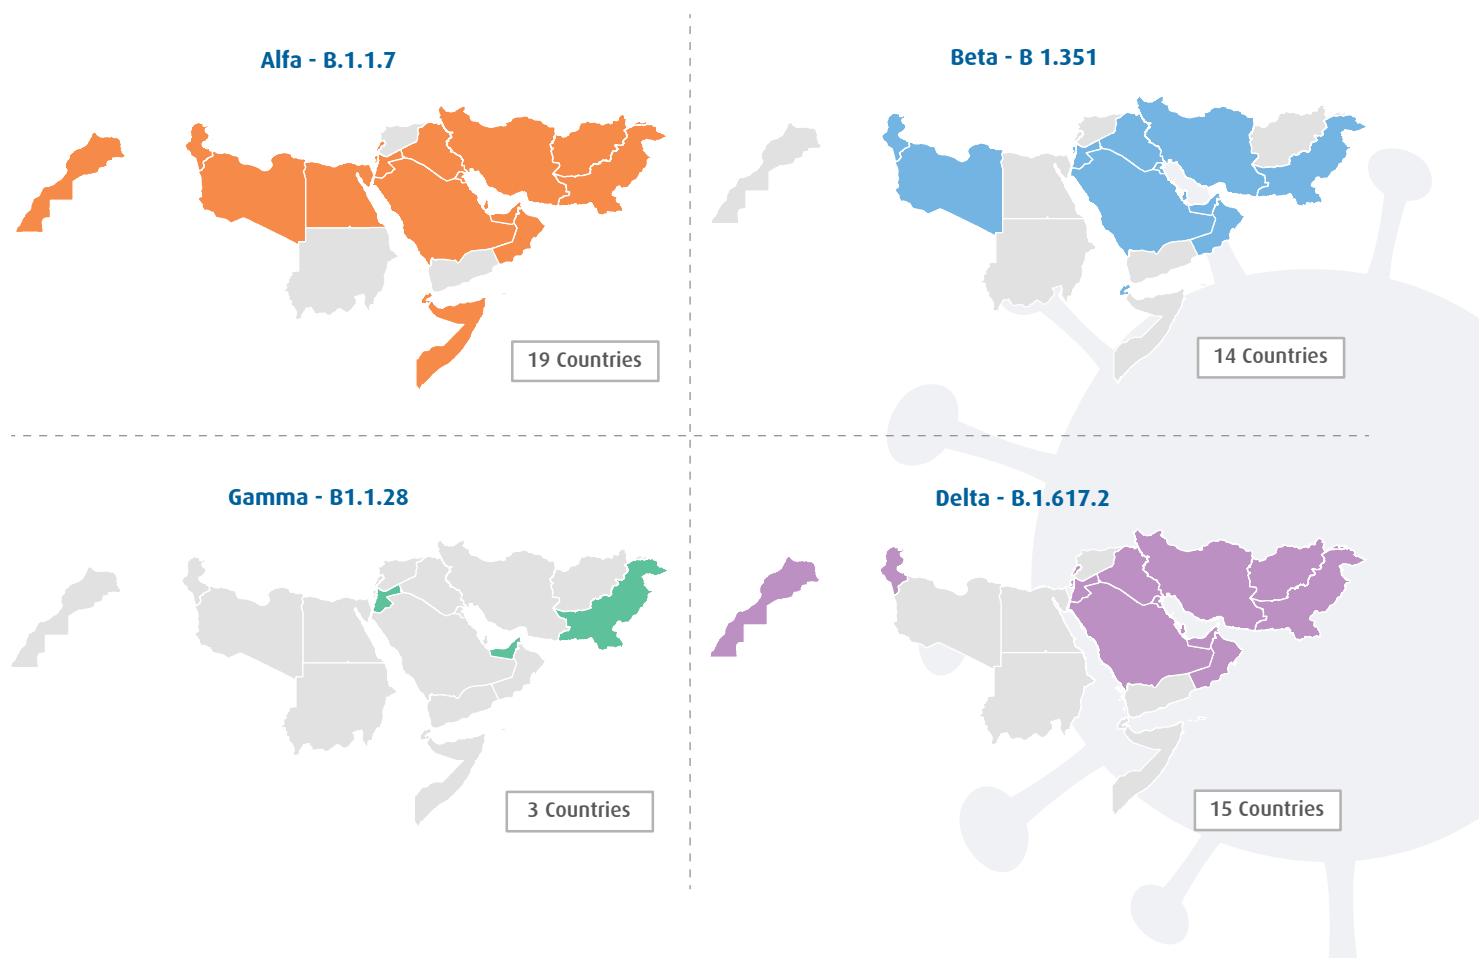 Alfa - B.1.1.7
19 Countries
Beta - B 1.351
14 Countries
Gamma - B1.1.28
3 Countries
Delta - B.1.617.2
15 Countries